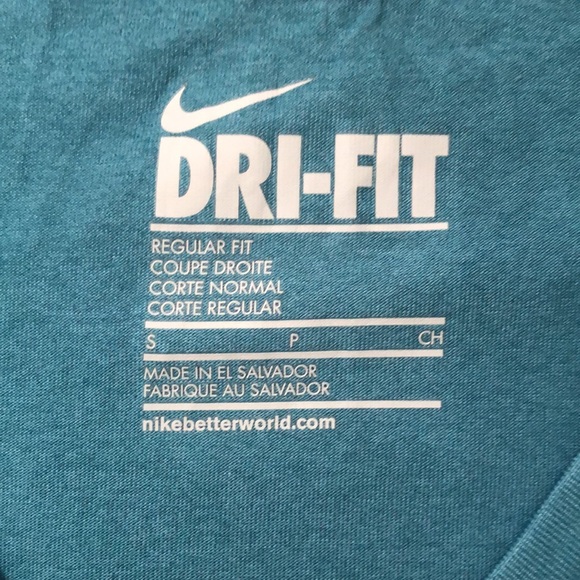 DRI-FIT
REGULAR FIT
COUPE DROITE
CORTE NORMAL
CORTE REGULAR
S P CH
MADE IN EL SALVADOR
FABRIQUE AU SALVADOR
nikebetterworld.com